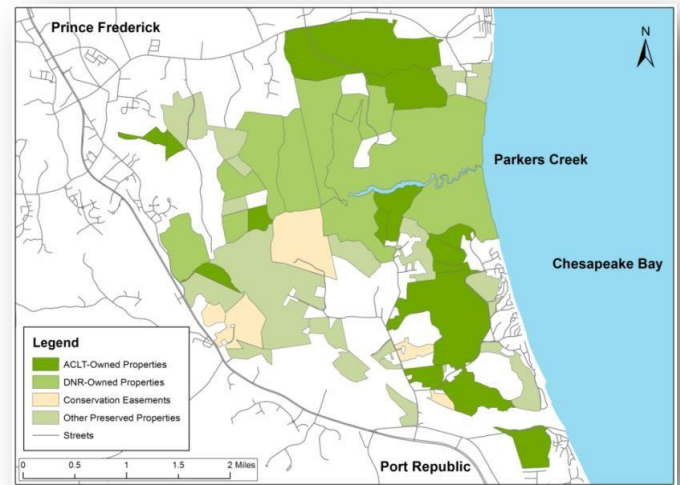 Prince Frederick
N
Parkers Creek
Chesapeake Bay
Legend
ACLT-Owned Properties
DNR-Owned Properties
Conservation Easements
Other Preserved Properties
Streets
0 0.5 1 1.5 2 Miles
Port Republic